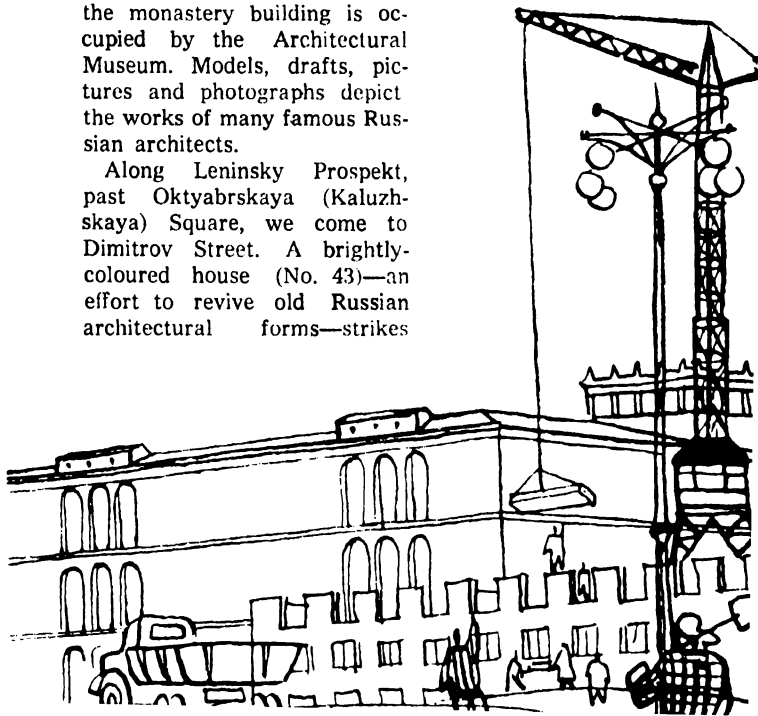 the monastery building is oc-
cupied by the Architectural
Museum. Models, drafts, pic-
tures and photographs depict
the works of many famous Rus-
sian architects.
Along Leninsky Prospekt,
past Oktyabrskaya (Kaluzh-
skaya) Square, we come to
Dimitrov Street. A brightly-
coloured house (No. 43)—an
effort to revive old Russian
architectural forms—strikes